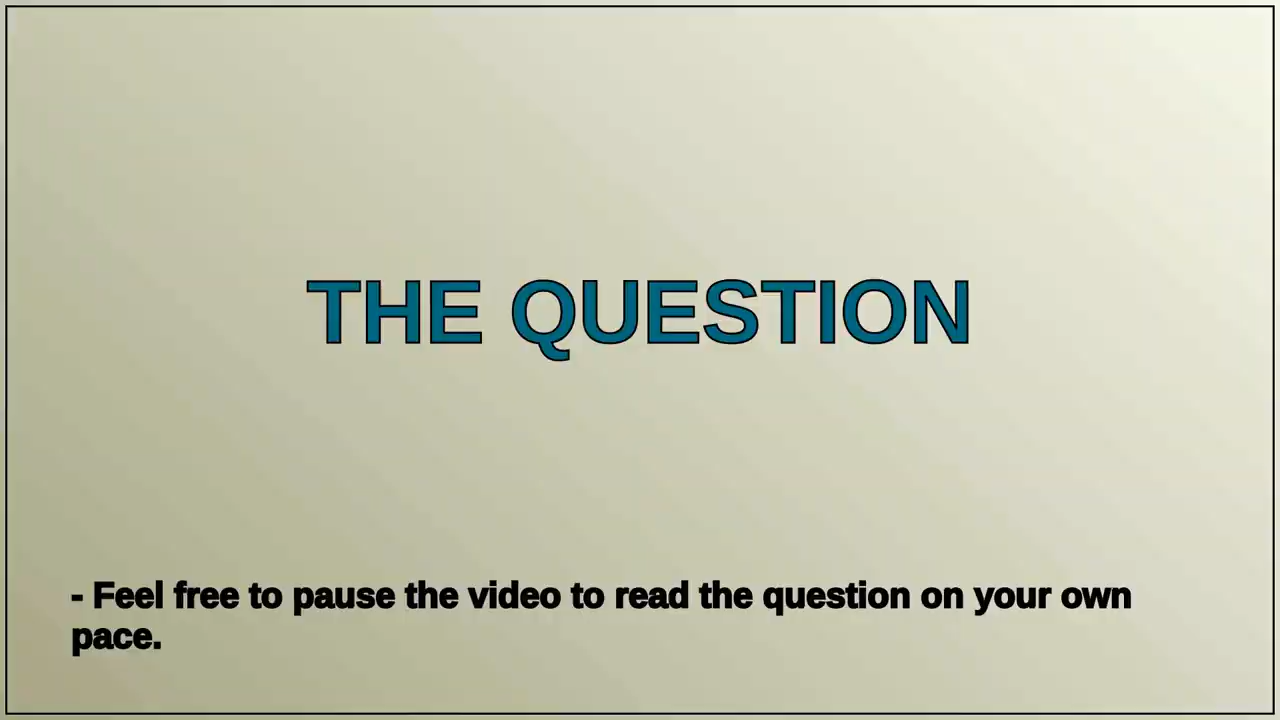 THE QUESTION
- Feel free to pause the video to read the question on your own
pace.